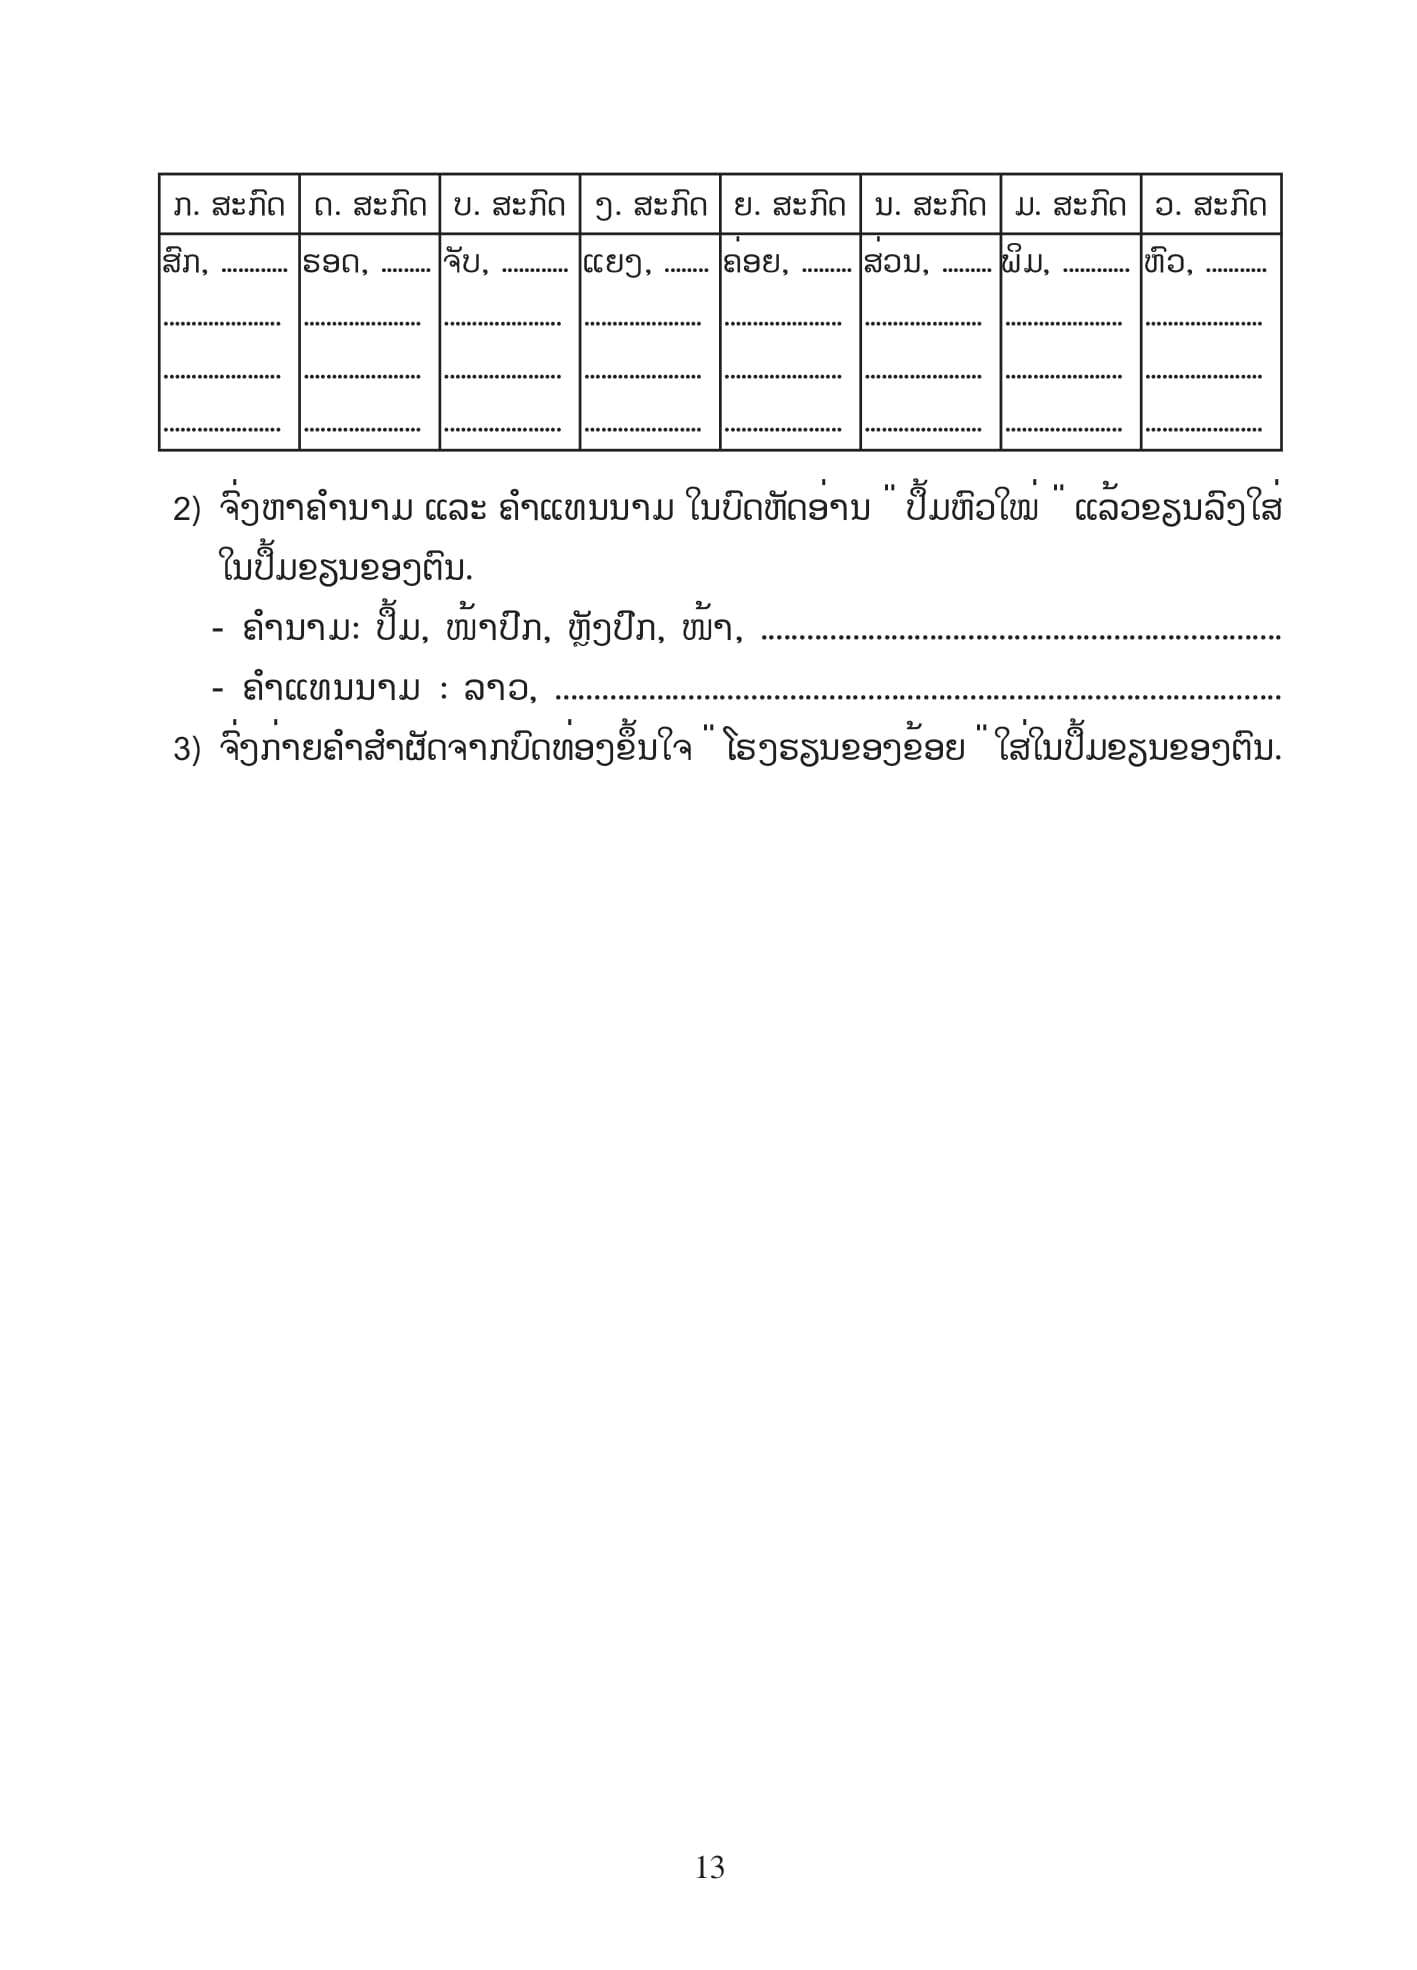 ກ. ສະກົດ ດ. ສະກົດ ບ. ສະກົດ ງ. ສະກົດ ຍ. ສະກົດ ນ. ສະກົດ ມ. ສະກົດ ວ. ສະກົດ
ສົກ, ............ ຮອດ, ......... ຈັບ, ............ ແຍງ, ........ ຄ່ອຍ, ......... ສ່ວນ, ......... ພິມ, ............ ຫົວ, ...........
..................... ..................... ..................... ..................... ..................... ..................... ..................... .....................
..................... ..................... ..................... ..................... ..................... ..................... ..................... .....................
..................... ..................... ..................... ..................... ..................... ..................... ..................... .....................
2) ຈົ່ງຫາຄຳນາມ ແລະ ຄຳແທນນາມ ໃນບົດຫັດອ່ານ " ປຶ້ມຫົວໃໝ່ " ແລ້ວຂຽນລົງໃສ່
ໃນປຶ້ມຂຽນຂອງຕົນ.
- ຄຳນາມ: ປຶ້ມ, ໜ້າປົກ, ຫຼັງປົກ, ໜ້າ, ....................................................................
- ຄຳແທນນາມ : ລາວ, ...............................................................................................
3) ຈົ່ງກ່າຍຄຳສຳຜັດຈາກບົດທ່ອງຂຶ້ນໃຈ " ໂຮງຮຽນຂອງຂ້ອຍ " ໃສ່ໃນປຶ້ມຂຽນຂອງຕົນ.
13